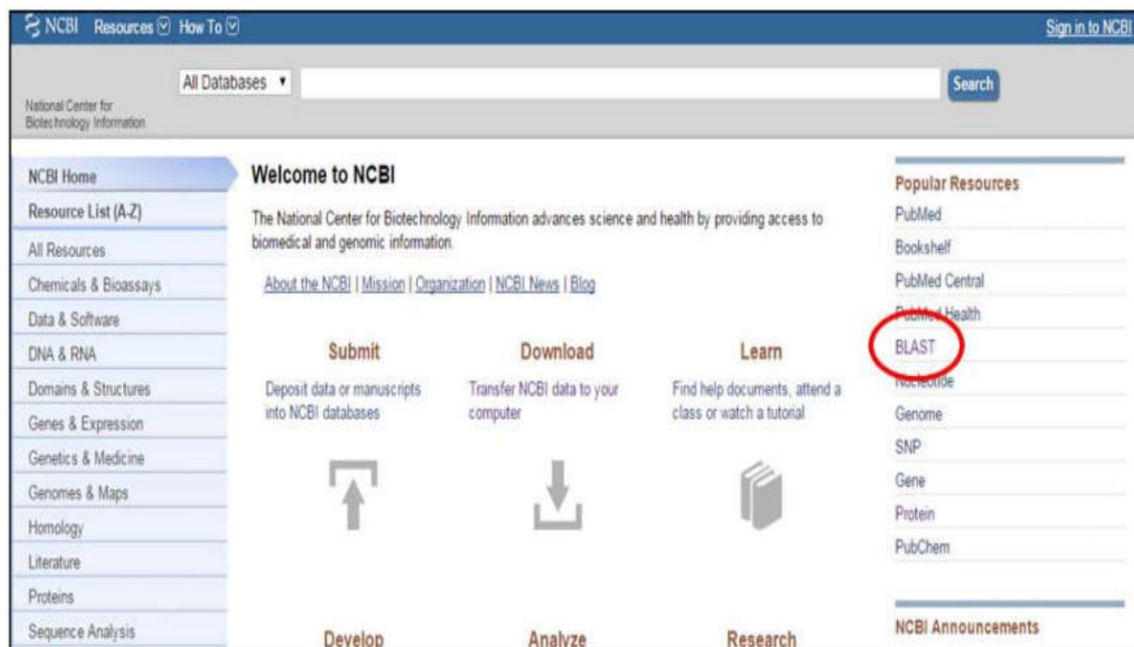 NCBI Resources How To Sign in to NCBI
All Databases Search
National Center for
Biotechnology Information
NCBI Home
Resource List (A-Z)
All Resources
Chemicals & Bioassays
Data & Software
DNA & RNA
Domains & Structures
Genes & Expression
Genetics & Medicine
Genomes & Maps
Homology
Literature
Proteins
Sequence Analysis
Welcome to NCBI
The National Center for Biotechnology Information advances science and health by providing access to
biomedical and genomic information.
About the NCBI | Mission | Organization | NCBI News | Blog
Submit
Deposit data or manuscripts
into NCBI databases
Download
Transfer NCBI data to your
computer
Learn
Find help documents, attend a
class or watch a tutorial
Develop
Analyze
Research
Popular Resources
PubMed
Bookshelf
PubMed Central
PubMed Health
BLAST
Nucleotide
Genome
SNP
Gene
Protein
PubChem
NCBI Announcements